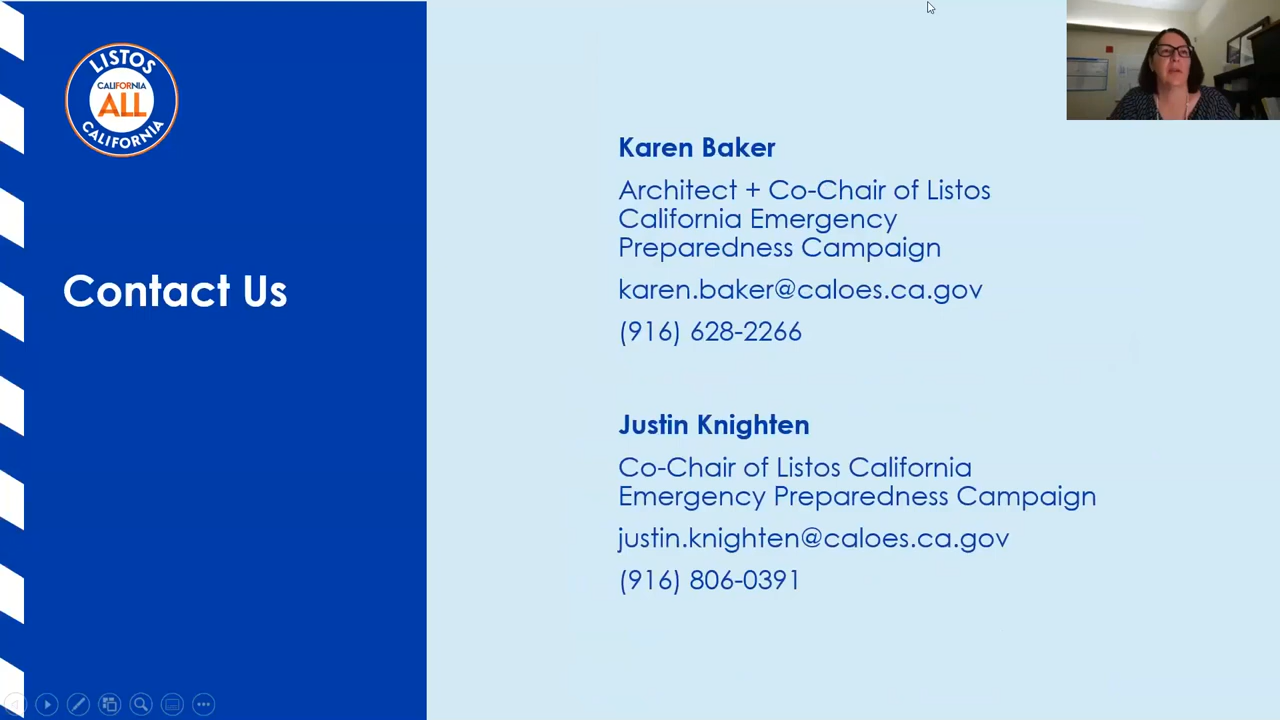 LISTOS
CALIFORNIA
ALL
CALIFORNIA
Contact Us
Karen Baker
Architect + Co-Chair of Listos
California Emergency
Preparedness Campaign
karen.baker@caloes.ca.gov
(916) 628-2266
Justin Knighten
Co-Chair of Listos California
Emergency Preparedness Campaign
justin.knighten@caloes.ca.gov
(916) 806-0391